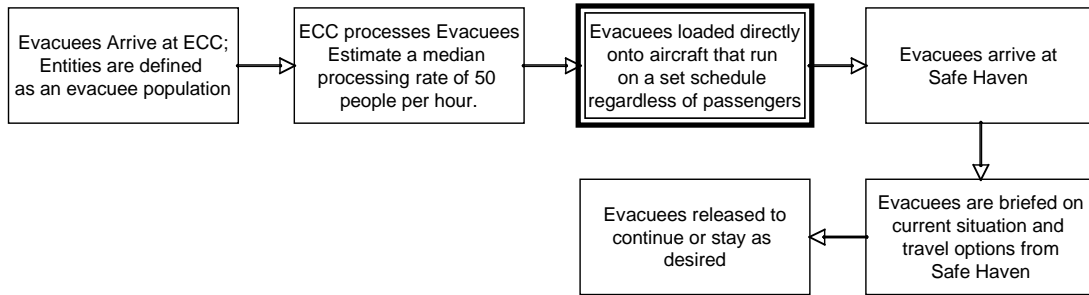 Evacuees Arrive at ECC;
Entities are defined
as an evacuee population
ECC processes Evacuees
Estimate a median
processing rate of 50
people per hour.
Evacuees loaded directly
onto aircraft that run
on a set schedule
regardless of passengers
Evacuees arrive at
Safe Haven
Evacuees are briefed on
current situation and
travel options from
Safe Haven
Evacuees released to
continue or stay as
desired